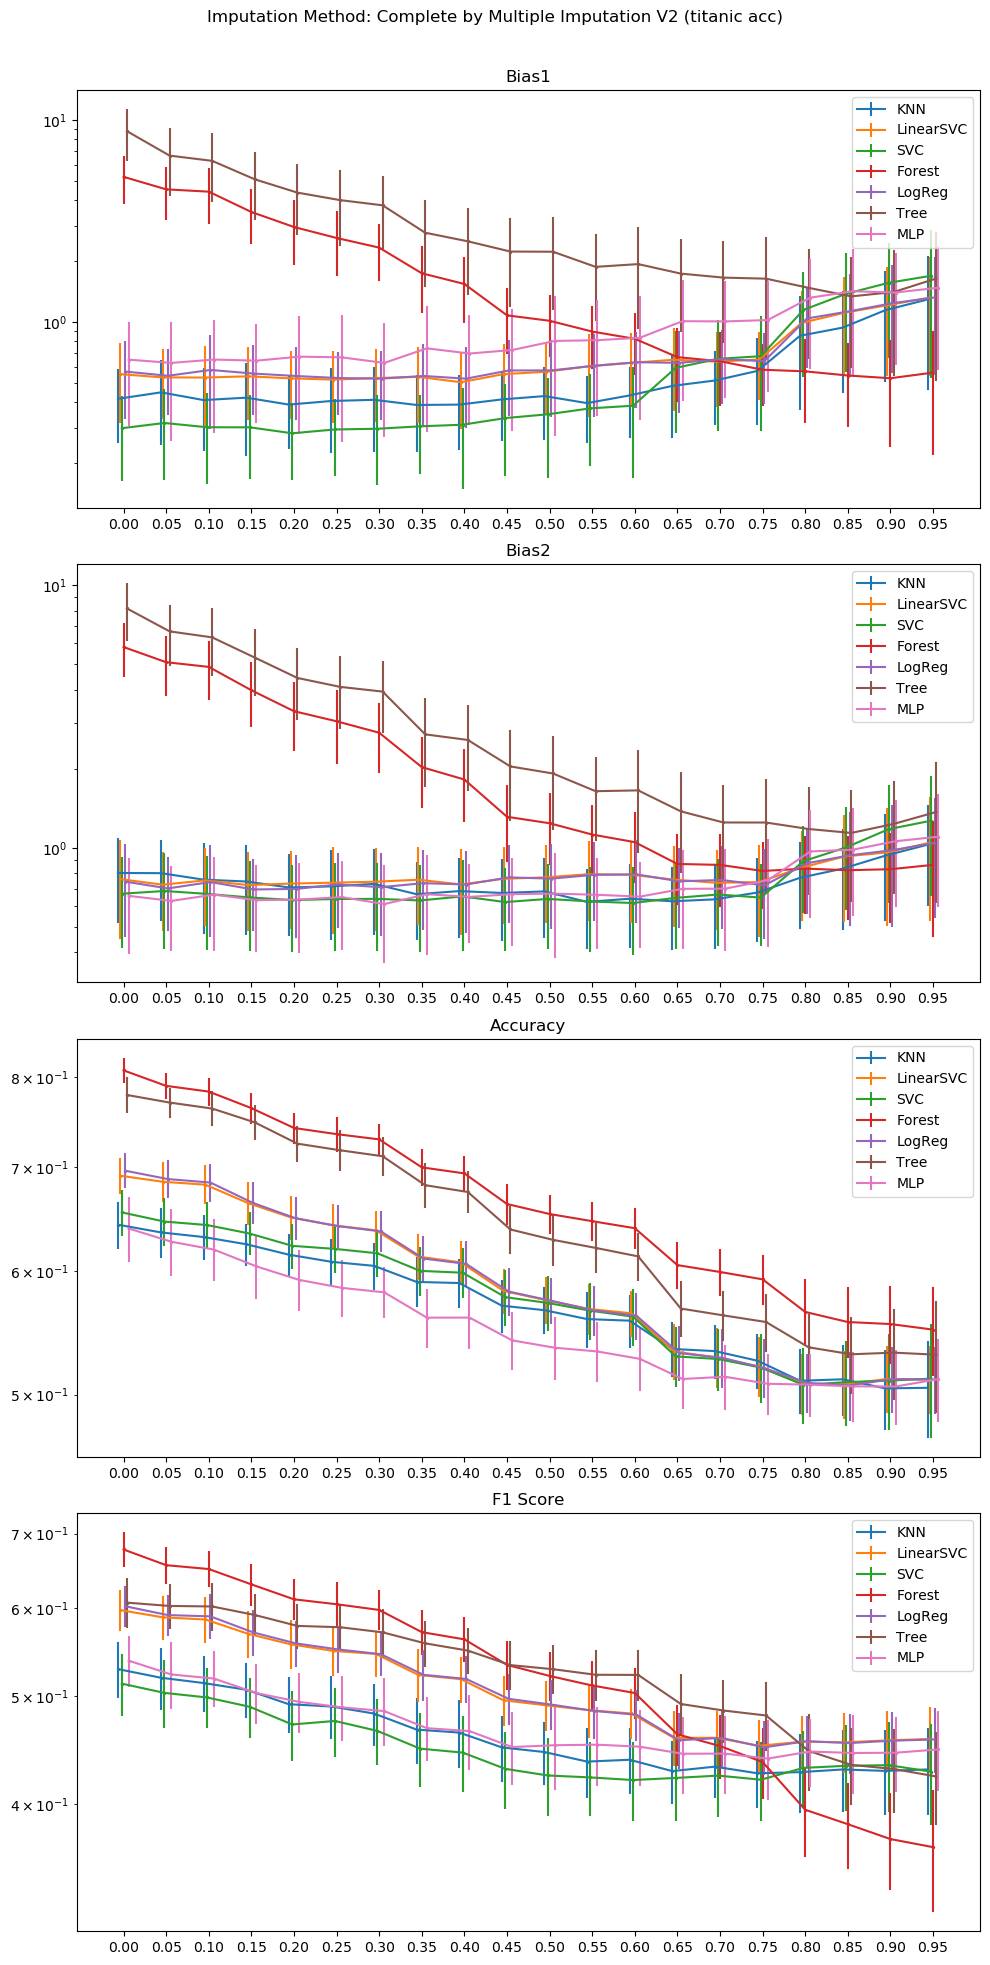 Imputation Method: Complete by Multiple Imputation V2 (titanic acc)
Bias1
10¹
10⁰
KNN
LinearSVC
SVC
Forest
LogReg
Tree
MLP
0.00 0.05 0.10 0.15 0.20 0.25 0.30 0.35 0.40 0.45 0.50 0.55 0.60 0.65 0.70 0.75 0.80 0.85 0.90 0.95
Bias2
10¹
10⁰
KNN
LinearSVC
SVC
Forest
LogReg
Tree
MLP
0.00 0.05 0.10 0.15 0.20 0.25 0.30 0.35 0.40 0.45 0.50 0.55 0.60 0.65 0.70 0.75 0.80 0.85 0.90 0.95
Accuracy
8 × 10⁻¹
7 × 10⁻¹
6 × 10⁻¹
5 × 10⁻¹
KNN
LinearSVC
SVC
Forest
LogReg
Tree
MLP
0.00 0.05 0.10 0.15 0.20 0.25 0.30 0.35 0.40 0.45 0.50 0.55 0.60 0.65 0.70 0.75 0.80 0.85 0.90 0.95
F1 Score
7 × 10⁻¹
6 × 10⁻¹
5 × 10⁻¹
4 × 10⁻¹
KNN
LinearSVC
SVC
Forest
LogReg
Tree
MLP
0.00 0.05 0.10 0.15 0.20 0.25 0.30 0.35 0.40 0.45 0.50 0.55 0.60 0.65 0.70 0.75 0.80 0.85 0.90 0.95